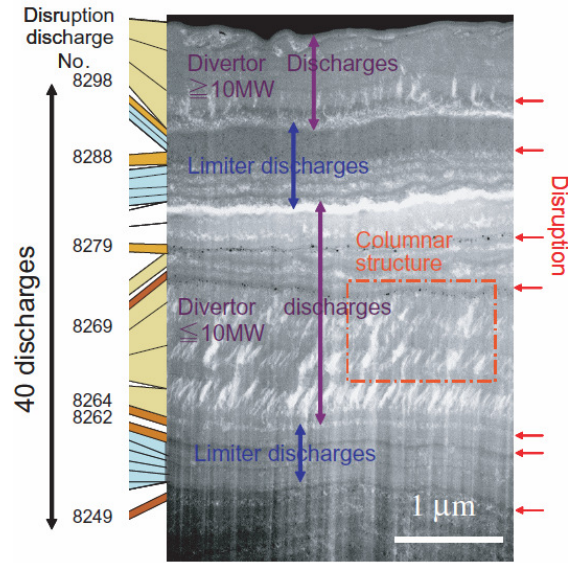 Disruption
discharge
No.
8298
8288
8279
8269
8264
8262
8249
40 discharges
Divertor Discharges
≧10MW
Limiter discharges
Columnar
structure
Divertor discharges
≦10MW
Limiter discharges
1 μm
Disruption